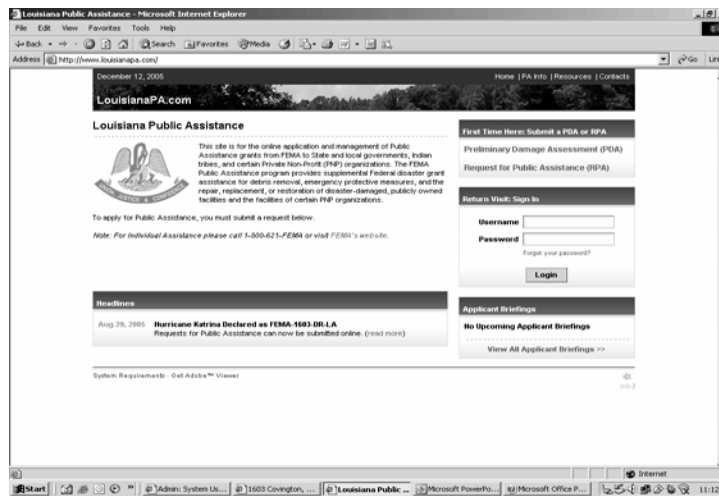 Louisiana Public Assistance - Microsoft Internet Explorer
File Edit View Favorites Tools Help
Back Search Favorites Media
Address http://www.louisianapa.com/ Go
December 12, 2005 Home | PA Info | Resources | Contacts
LouisianaPA.com
Louisiana Public Assistance
This site is for the online application and management of Public
Assistance grants from FEMA to State and local governments, Indian
tribes, and certain Private Non-Profit (PNP) organizations. The FEMA
Public Assistance program provides supplemental Federal disaster grant
assistance for debris removal, emergency protective measures, and the
repair, replacement, or restoration of disaster-damaged, publicly owned
facilities and the facilities of certain PNP organizations.
To apply for Public Assistance, you must submit a request below.
Note: For Individual Assistance please call 1-800-621-FEMA or visit FEMA's website.
First Time Here: Submit a PDA or RPA
Preliminary Damage Assessment (PDA)
Request for Public Assistance (RPA)
Return Visit: Sign In
Username
Password
Forgot your password?
Login
Headlines
Aug 29, 2005 Hurricane Katrina Declared as FEMA-1603-DR-LA
Requests for Public Assistance can now be submitted online. (read more)
Applicant Briefings
No Upcoming Applicant Briefings
View All Applicant Briefings >>
System Requirements: Get Adobe™ Viewer
Internet
Start Admin: System Us... 1603 Covington, ... Louisiana Public ... Microsoft PowerPo... Microsoft Office P...